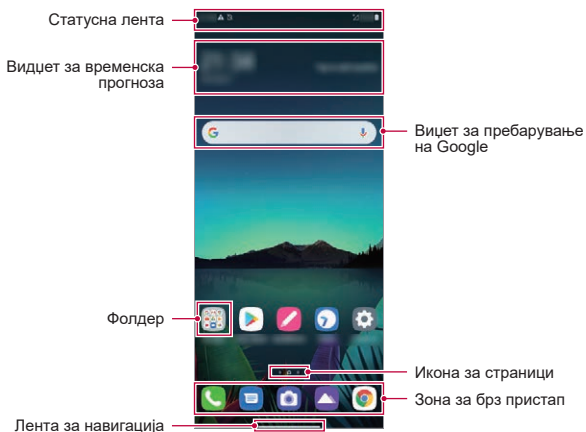 Статусна лента
Видџет за временска
прогноза
Виџет за пребарување
на Google
Фолдер
Икона за страници
Зона за брз пристап
Лента за навигација